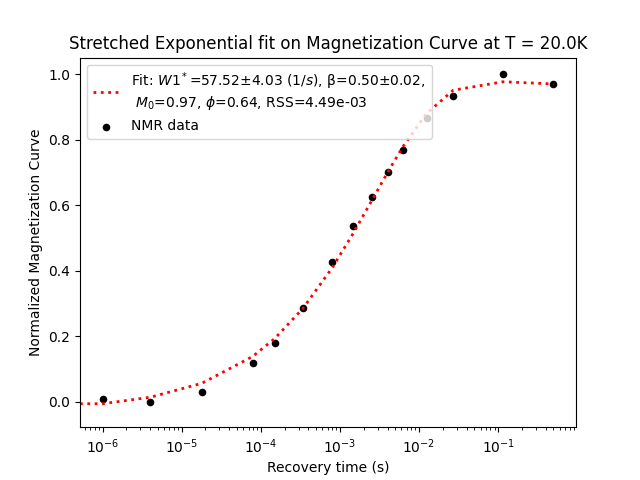 Stretched Exponential fit on Magnetization Curve at T = 20.0K
Fit: W1*=57.52±4.03 (1/s), β=0.50±0.02,
M₀=0.97, ϕ=0.64, RSS=4.49e-03
NMR data
Normalized Magnetization Curve
1.0
0.8
0.6
0.4
0.2
0.0
10⁻⁶ 10⁻⁵ 10⁻⁴ 10⁻³ 10⁻² 10⁻¹
Recovery time (s)